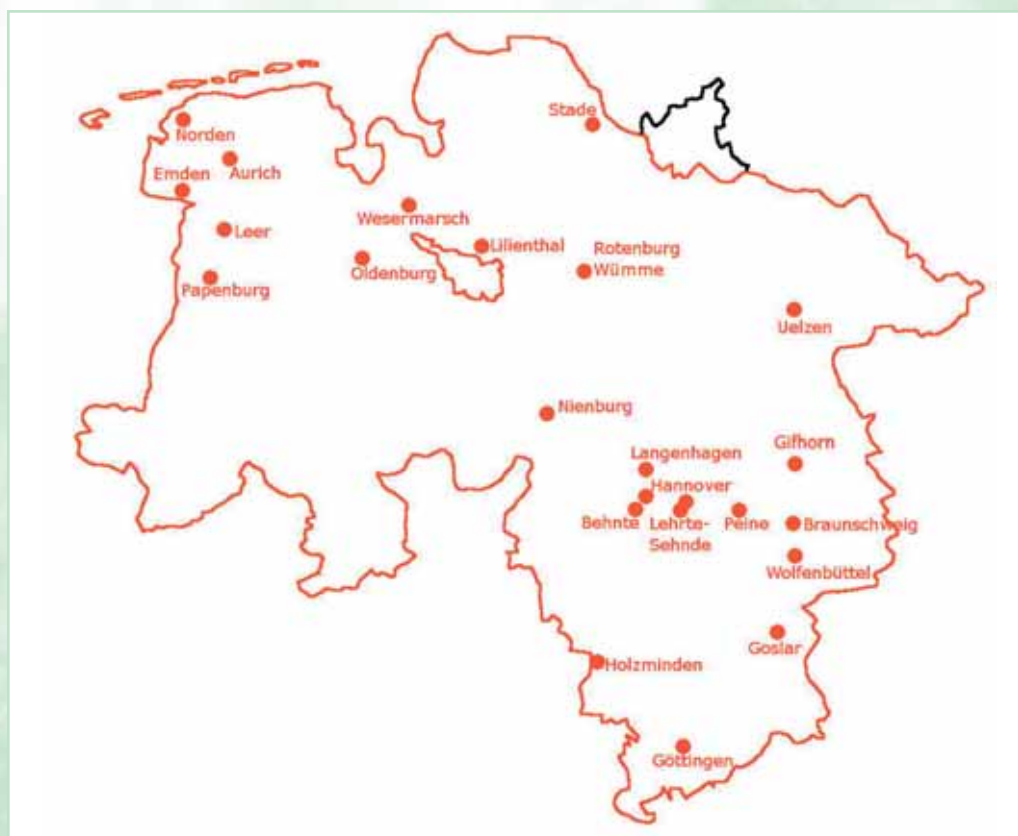 Stade
Norden
Aurich
Emden
Wesermarsch
Leer
Lilienthal
Rotenburg
Wümme
Oldenburg
Papenburg
Uelzen
Nienburg
Gifhorn
Langenhagen
Hannover
Behnte
Lehrte-
Sehnde
Peine
Braunschweig
Wolfenbüttel
Goslar
Holzminden
Göttingen